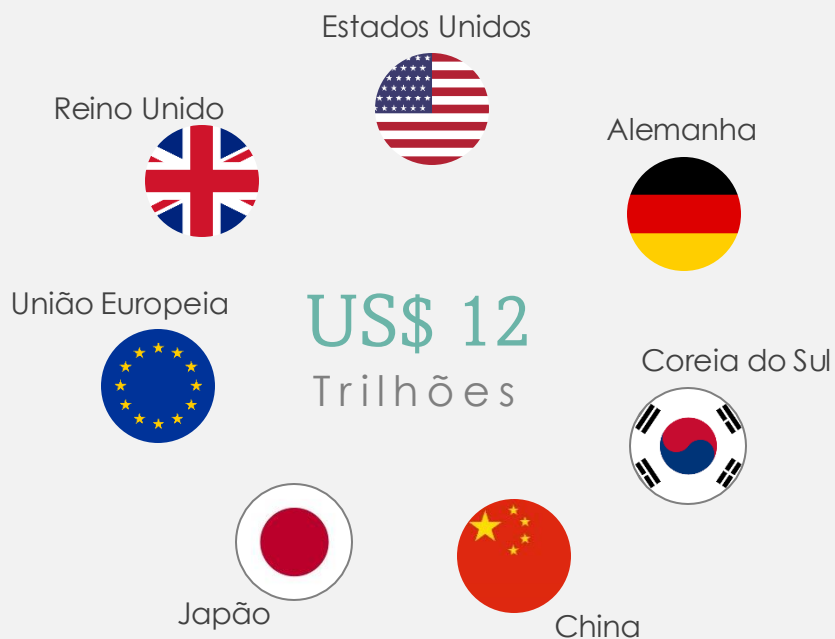 Estados Unidos
Reino Unido
Alemanha
União Europeia
US$ 12
Trilhões
Coreia do Sul
Japão
China